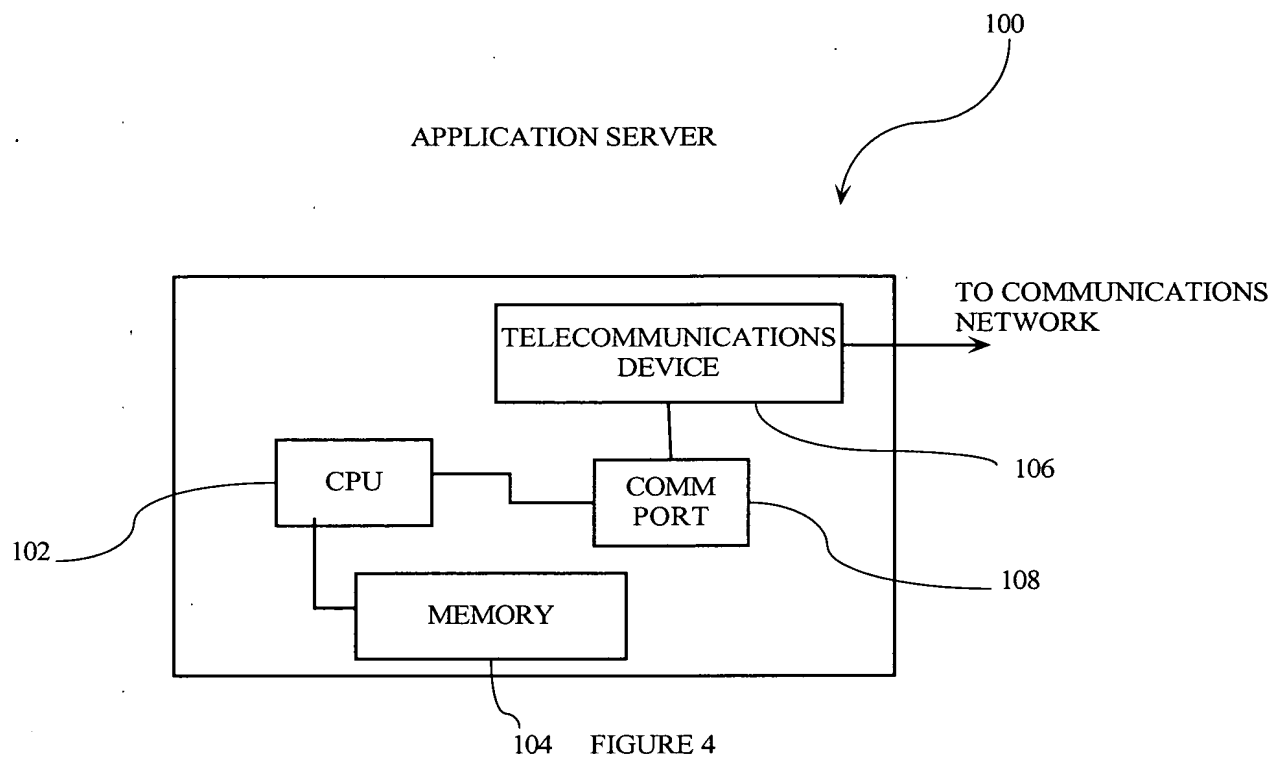 100
APPLICATION SERVER
TO COMMUNICATIONS
NETWORK
TELECOMMUNICATIONS
DEVICE
106
CPU
COMM
PORT
102
108
MEMORY
104
FIGURE 4